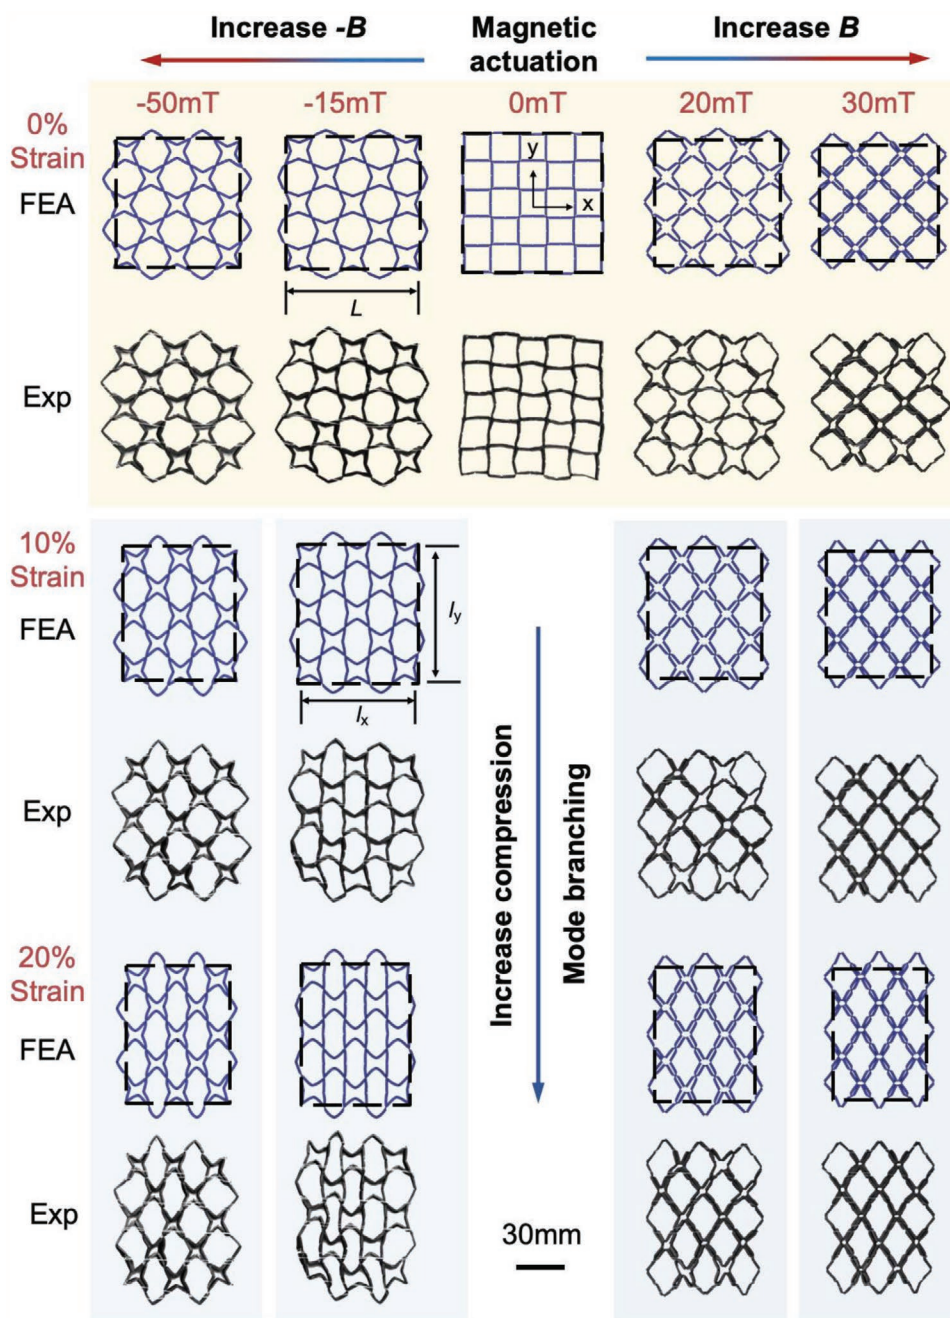 Increase -B
Magnetic
actuation
Increase B
-50mT
-15mT
0mT
20mT
30mT
0%
Strain
FEA
y
x
L
Exp
10%
Strain
FEA
ly
lx
Exp
Increase compression
Mode branching
20%
Strain
FEA
Exp
30mm